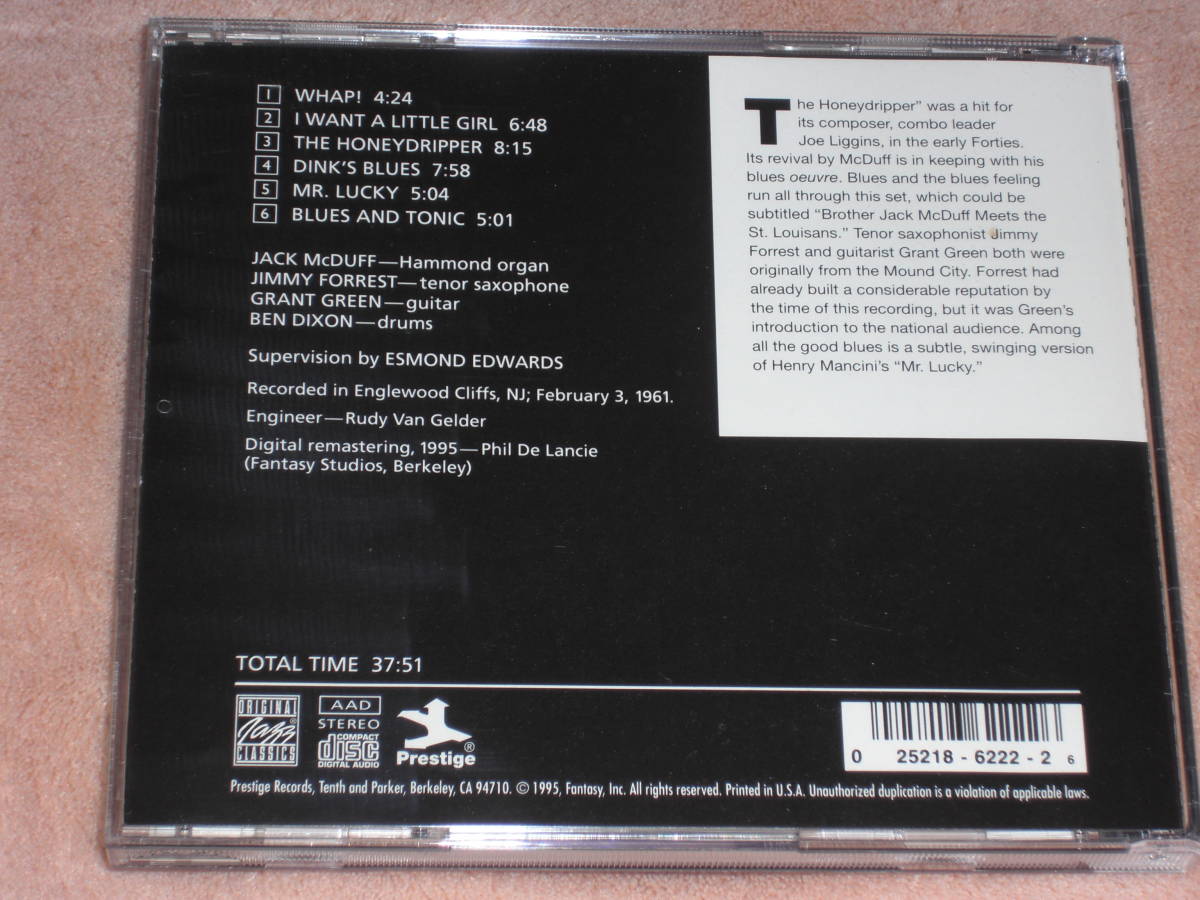 1 WHAP! 4:24
2 I WANT A LITTLE GIRL 6:48
3 THE HONEYDRIPPER 8:15
4 DINK'S BLUES 7:58
5 MR. LUCKY 5:04
6 BLUES AND TONIC 5:01
JACK McDUFF—Hammond organ
JIMMY FORREST—tenor saxophone
GRANT GREEN—guitar
BEN DIXON—drums
Supervision by ESMOND EDWARDS
Recorded in Englewood Cliffs, NJ; February 3, 1961.
Engineer—Rudy Van Gelder
Digital remastering, 1995—Phil De Lancie
(Fantasy Studios, Berkeley)
The Honeydripper” was a hit for
its composer, combo leader
Joe Liggins, in the early Forties.
Its revival by McDuff is in keeping with his
blues oeuvre. Blues and the blues feeling
run all through this set, which could be
subtitled “Brother Jack McDuff Meets the
St. Louisans.” Tenor saxophonist Jimmy
Forrest and guitarist Grant Green both were
originally from the Mound City. Forrest had
already built a considerable reputation by
the time of this recording, but it was Green's
introduction to the national audience. Among
all the good blues is a subtle, swinging version
of Henry Mancini's “Mr. Lucky.”
TOTAL TIME 37:51
ORIGINAL
Jazz®
CLASSICS
AAD
STEREO
COMPACT
disc
DIGITAL AUDIO
Prestige®
0 25218 - 6222 - 2 6
Prestige Records, Tenth and Parker, Berkeley, CA 94710. © 1995, Fantasy, Inc. All rights reserved. Printed in U.S.A. Unauthorized duplication is a violation of applicable laws.